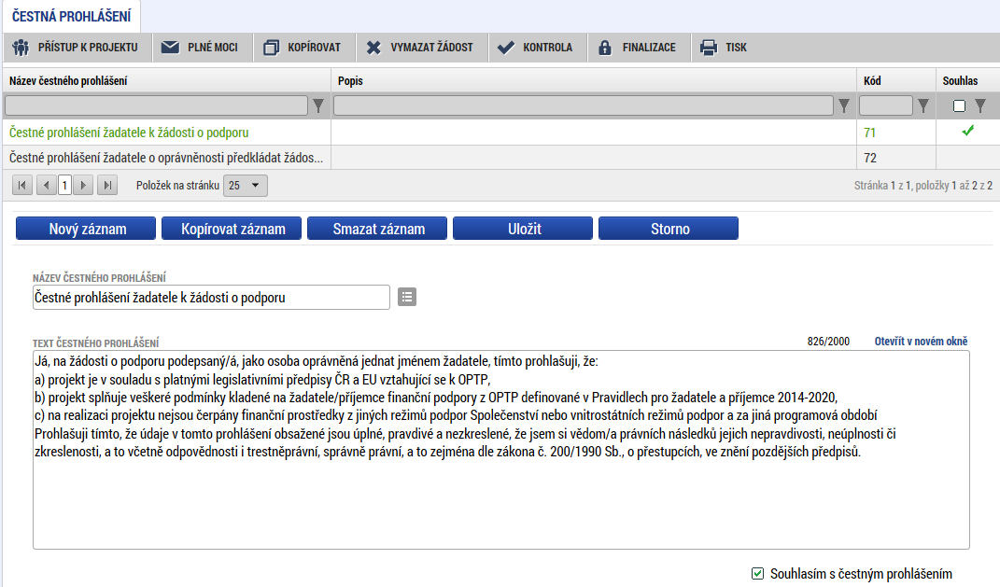 ČESTNÁ PROHLÁŠENÍ
PŘÍSTUP K PROJEKTU PLNÉ MOCI KOPÍROVAT VYMAZAT ŽÁDOST KONTROLA FINALIZACE TISK
Název čestného prohlášení Popis Kód Souhlas
Čestné prohlášení žadatele k žádosti o podporu 71
Čestné prohlášení žadatele o oprávněnosti předkládat žádos... 72
1 Položek na stránku 25 Stránka 1 z 1, položky 1 až 2 z 2
Nový záznam Kopírovat záznam Smazat záznam Uložit Storno
NÁZEV ČESTNÉHO PROHLÁŠENÍ
Čestné prohlášení žadatele k žádosti o podporu
TEXT ČESTNÉHO PROHLÁŠENÍ 826/2000 Otevřít v novém okně
Já, na žádosti o podporu podepsaný/á, jako osoba oprávněná jednat jménem žadatele, tímto prohlašuji, že:
a) projekt je v souladu s platnými legislativními předpisy ČR a EU vztahující se k OPTP,
b) projekt splňuje veškeré podmínky kladené na žadatele/příjemce finanční podpory z OPTP definované v Pravidlech pro žadatele a příjemce 2014-2020,
c) na realizaci projektu nejsou čerpány finanční prostředky z jiných režimů podpor Společenství nebo vnitrostátních režimů podpor a za jiná programová období
Prohlašuji tímto, že údaje v tomto prohlášení obsažené jsou úplné, pravdivé a nezkreslené, že jsem si vědom/a právních následků jejich nepravdivosti, neúplnosti či
zkreslenosti, a to včetně odpovědnosti i trestněprávní, správně právní, a to zejména dle zákona č. 200/1990 Sb., o přestupcích, ve znění pozdějších předpisů.
Souhlasím s čestným prohlášením